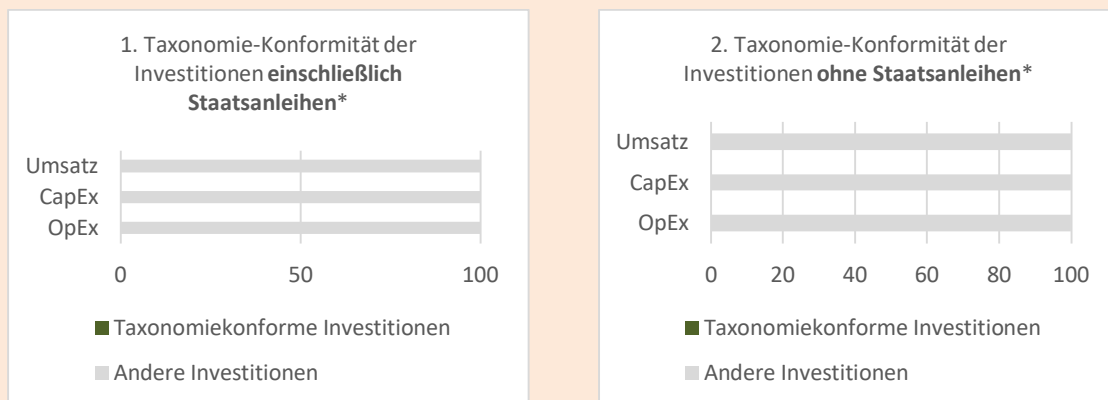 1. Taxonomie-Konformität der
Investitionen einschließlich
Staatsanleihen*
Umsatz
CapEx
OpEx
0 50 100
Taxonomiekonforme Investitionen
Andere Investitionen
2. Taxonomie-Konformität der
Investitionen ohne Staatsanleihen*
Umsatz
CapEx
OpEx
0 20 40 60 80 100
Taxonomiekonforme Investitionen
Andere Investitionen